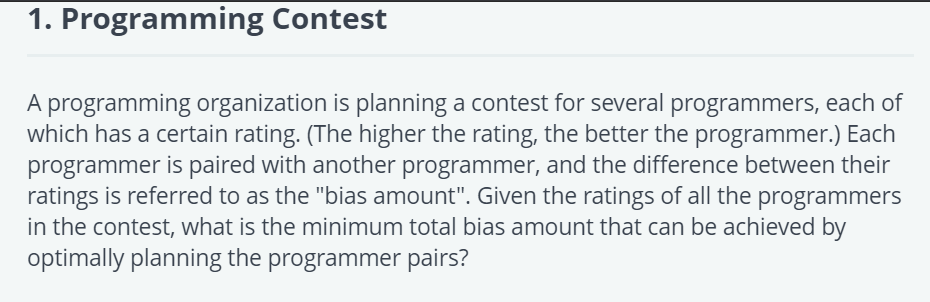 1. Programming Contest
A programming organization is planning a contest for several programmers, each of
which has a certain rating. (The higher the rating, the better the programmer.) Each
programmer is paired with another programmer, and the difference between their
ratings is referred to as the "bias amount". Given the ratings of all the programmers
in the contest, what is the minimum total bias amount that can be achieved by
optimally planning the programmer pairs?